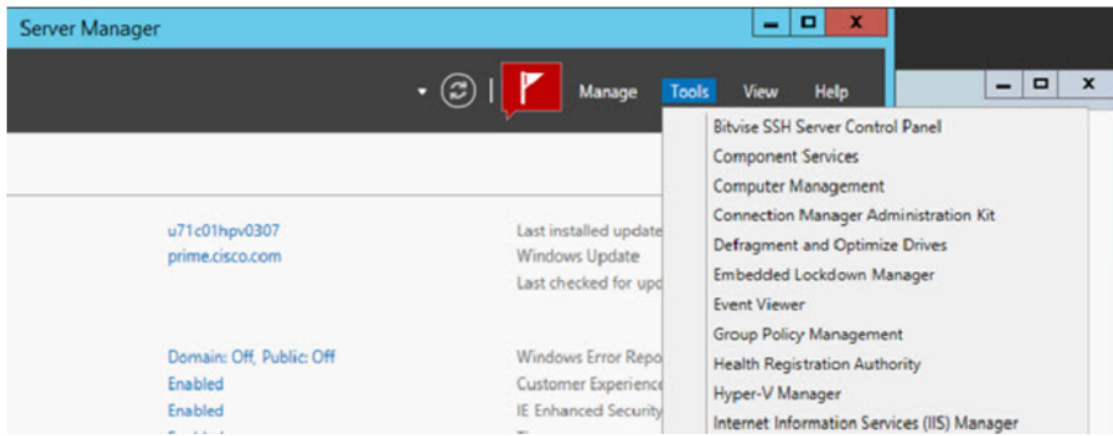 Server Manager
Manage Tools View Help
Bitvise SSH Server Control Panel
Component Services
Computer Management
Connection Manager Administration Kit
Defragment and Optimize Drives
Embedded Lockdown Manager
Event Viewer
Group Policy Management
Health Registration Authority
Hyper-V Manager
Internet Information Services (IIS) Manager
u71c01hpv0307
prime.cisco.com
Last installed update
Windows Update
Last checked for upd
Domain: Off, Public: Off
Enabled
Enabled
Windows Error Repo
Customer Experience
IE Enhanced Security